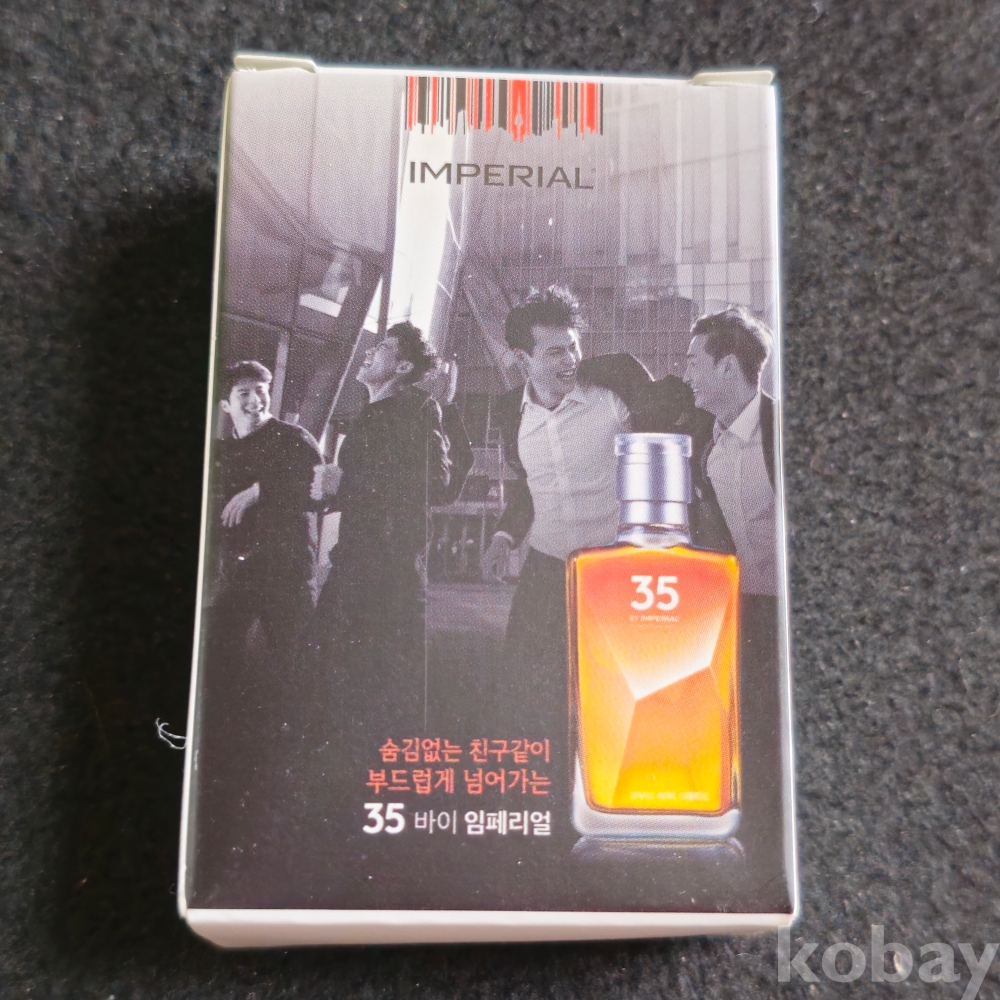 IMPERIAL
35
BY IMPERIAL
숨김없는 친구같이
부드럽게 넘어가는
35 바이 임페리얼
kobay